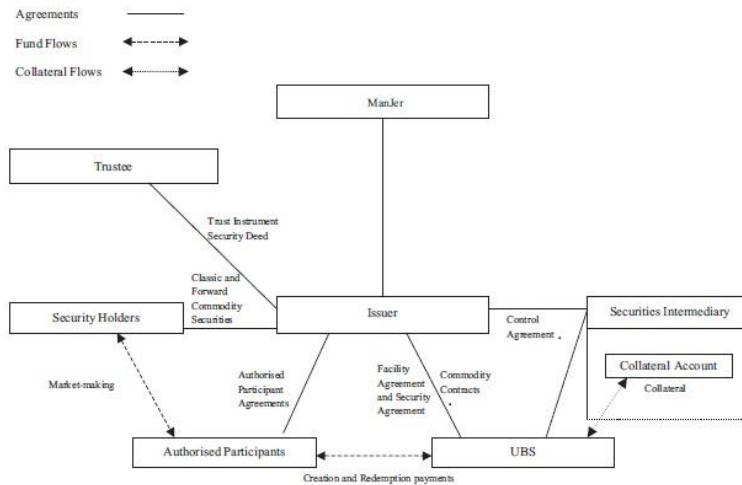 Agreements
Fund Flows
Collateral Flows
ManJer
Trustee
Trust Instrument
Security Deed
Classic and
Forward
Commodity
Securities
Security Holders
Issuer
Control
Agreement
Securities Intermediary
Collateral Account
Collateral
Market-making
Authorised
Participant
Agreements
Facility
Agreement
and Security
Agreement
Commodity
Contracts
Authorised Participants
UBS
Creation and Redemption payments